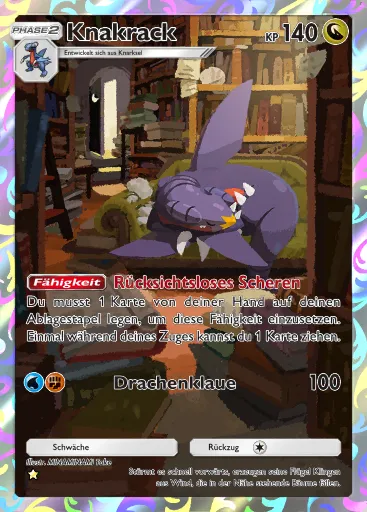 PHASE 2
Knakrack
KP 140
Entwickelt sich aus Knarksel
Fähigkeit Rücksichtsloses Scheren
Du musst 1 Karte von deiner Hand auf deinen
Ablagestapel legen, um diese Fähigkeit einzusetzen.
Einmal während deines Zuges kannst du 1 Karte ziehen.
Drachenklaue 100
Schwäche
Rückzug
Illustr. MINAMINAMI Take
Stürmt es schnell vorwärts, erzeugen seine Flügel Klingen
aus Wind, die in der Nähe stehende Bäume fällen.